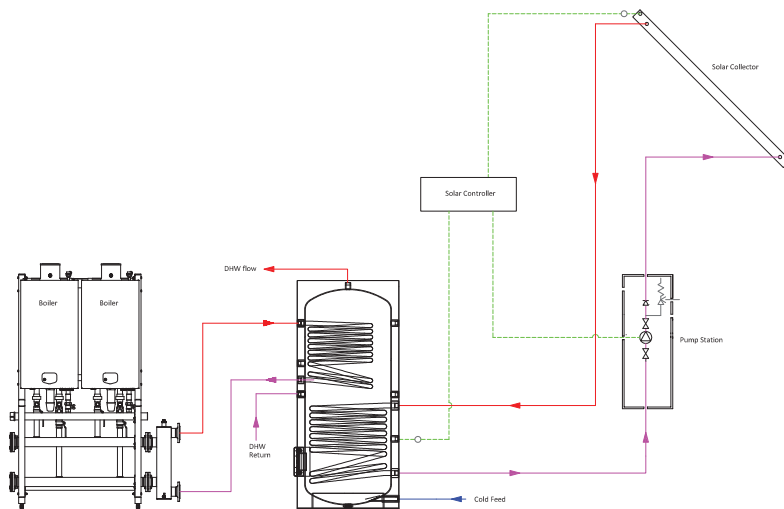 Solar Collector
Solar Controller
DHW flow
Boiler
Boiler
Pump Station
DHW
Return
Cold Feed